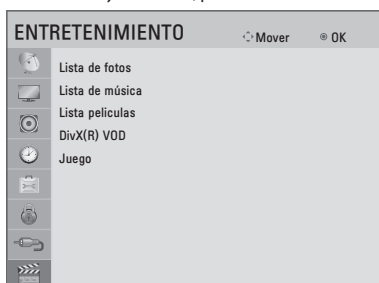 ENTRETENIMIENTO Mover OK
Lista de fotos
Lista de música
Lista peliculas
DivX(R) VOD
Juego